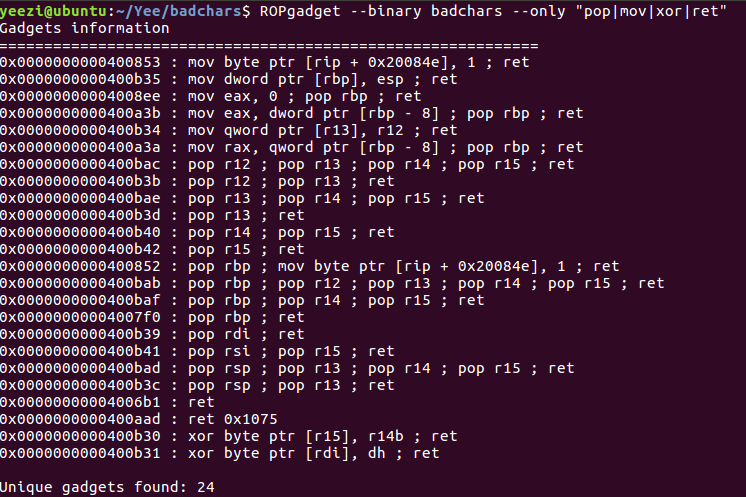 yeezi@ubuntu:~/Yee/badchars$ ROPgadget --binary badchars --only "pop|mov|xor|ret"
Gadgets information
============================================================
0x0000000000400853 : mov byte ptr [rip + 0x20084e], 1 ; ret
0x0000000000400b35 : mov dword ptr [rbp], esp ; ret
0x00000000004008ee : mov eax, 0 ; pop rbp ; ret
0x0000000000400a3b : mov eax, dword ptr [rbp - 8] ; pop rbp ; ret
0x0000000000400b34 : mov qword ptr [r13], r12 ; ret
0x0000000000400a3a : mov rax, qword ptr [rbp - 8] ; pop rbp ; ret
0x0000000000400bac : pop r12 ; pop r13 ; pop r14 ; pop r15 ; ret
0x0000000000400b3b : pop r12 ; pop r13 ; ret
0x0000000000400bae : pop r13 ; pop r14 ; pop r15 ; ret
0x0000000000400b3d : pop r13 ; ret
0x0000000000400b40 : pop r14 ; pop r15 ; ret
0x0000000000400b42 : pop r15 ; ret
0x0000000000400852 : pop rbp ; mov byte ptr [rip + 0x20084e], 1 ; ret
0x0000000000400bab : pop rbp ; pop r12 ; pop r13 ; pop r14 ; pop r15 ; ret
0x0000000000400baf : pop rbp ; pop r14 ; pop r15 ; ret
0x00000000004007f0 : pop rbp ; ret
0x0000000000400b39 : pop rdi ; ret
0x0000000000400b41 : pop rsi ; pop r15 ; ret
0x0000000000400bad : pop rsp ; pop r13 ; pop r14 ; pop r15 ; ret
0x0000000000400b3c : pop rsp ; pop r13 ; ret
0x00000000004006b1 : ret
0x0000000000400aad : ret 0x1075
0x0000000000400b30 : xor byte ptr [r15], r14b ; ret
0x0000000000400b31 : xor byte ptr [rdi], dh ; ret
Unique gadgets found: 24